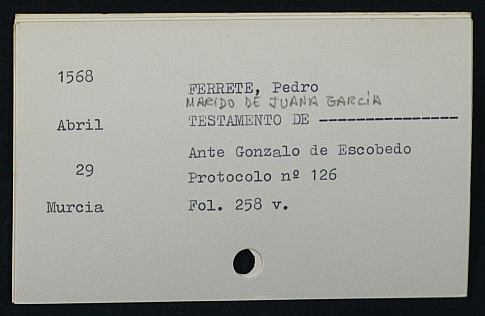 1568
FERRETE, Pedro
MARIDO DE JUANA GARCÍA
Abril
TESTAMENTO DE ---------------
Ante Gonzalo de Escobedo
29
Protocolo nº 126
Murcia
Fol. 258 v.